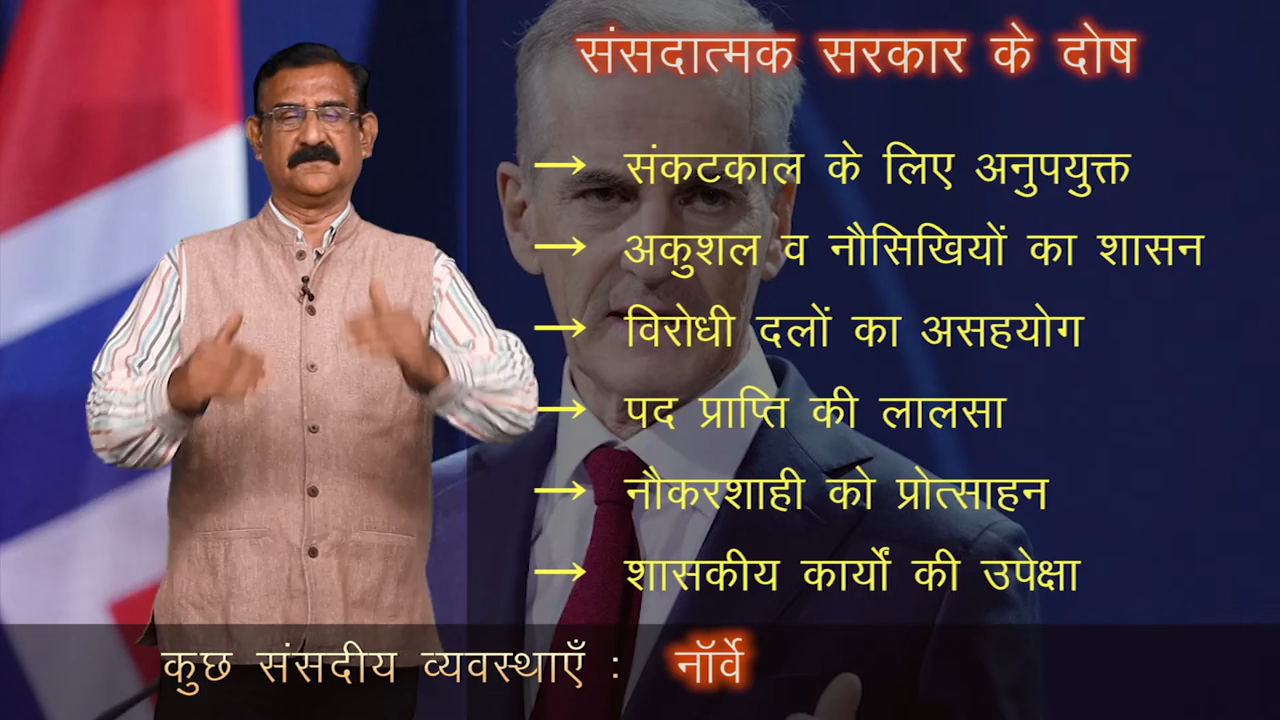 संसदात्मक सरकार के दोष
→ संकटकाल के लिए अनुपयुक्त
→ अकुशल व नौसिखियों का शासन
→ विरोधी दलों का असहयोग
→ पद प्राप्ति की लालसा
→ नौकरशाही को प्रोत्साहन
→ शासकीय कार्यों की उपेक्षा
कुछ संसदीय व्यवस्थाएँ : नॉर्वे